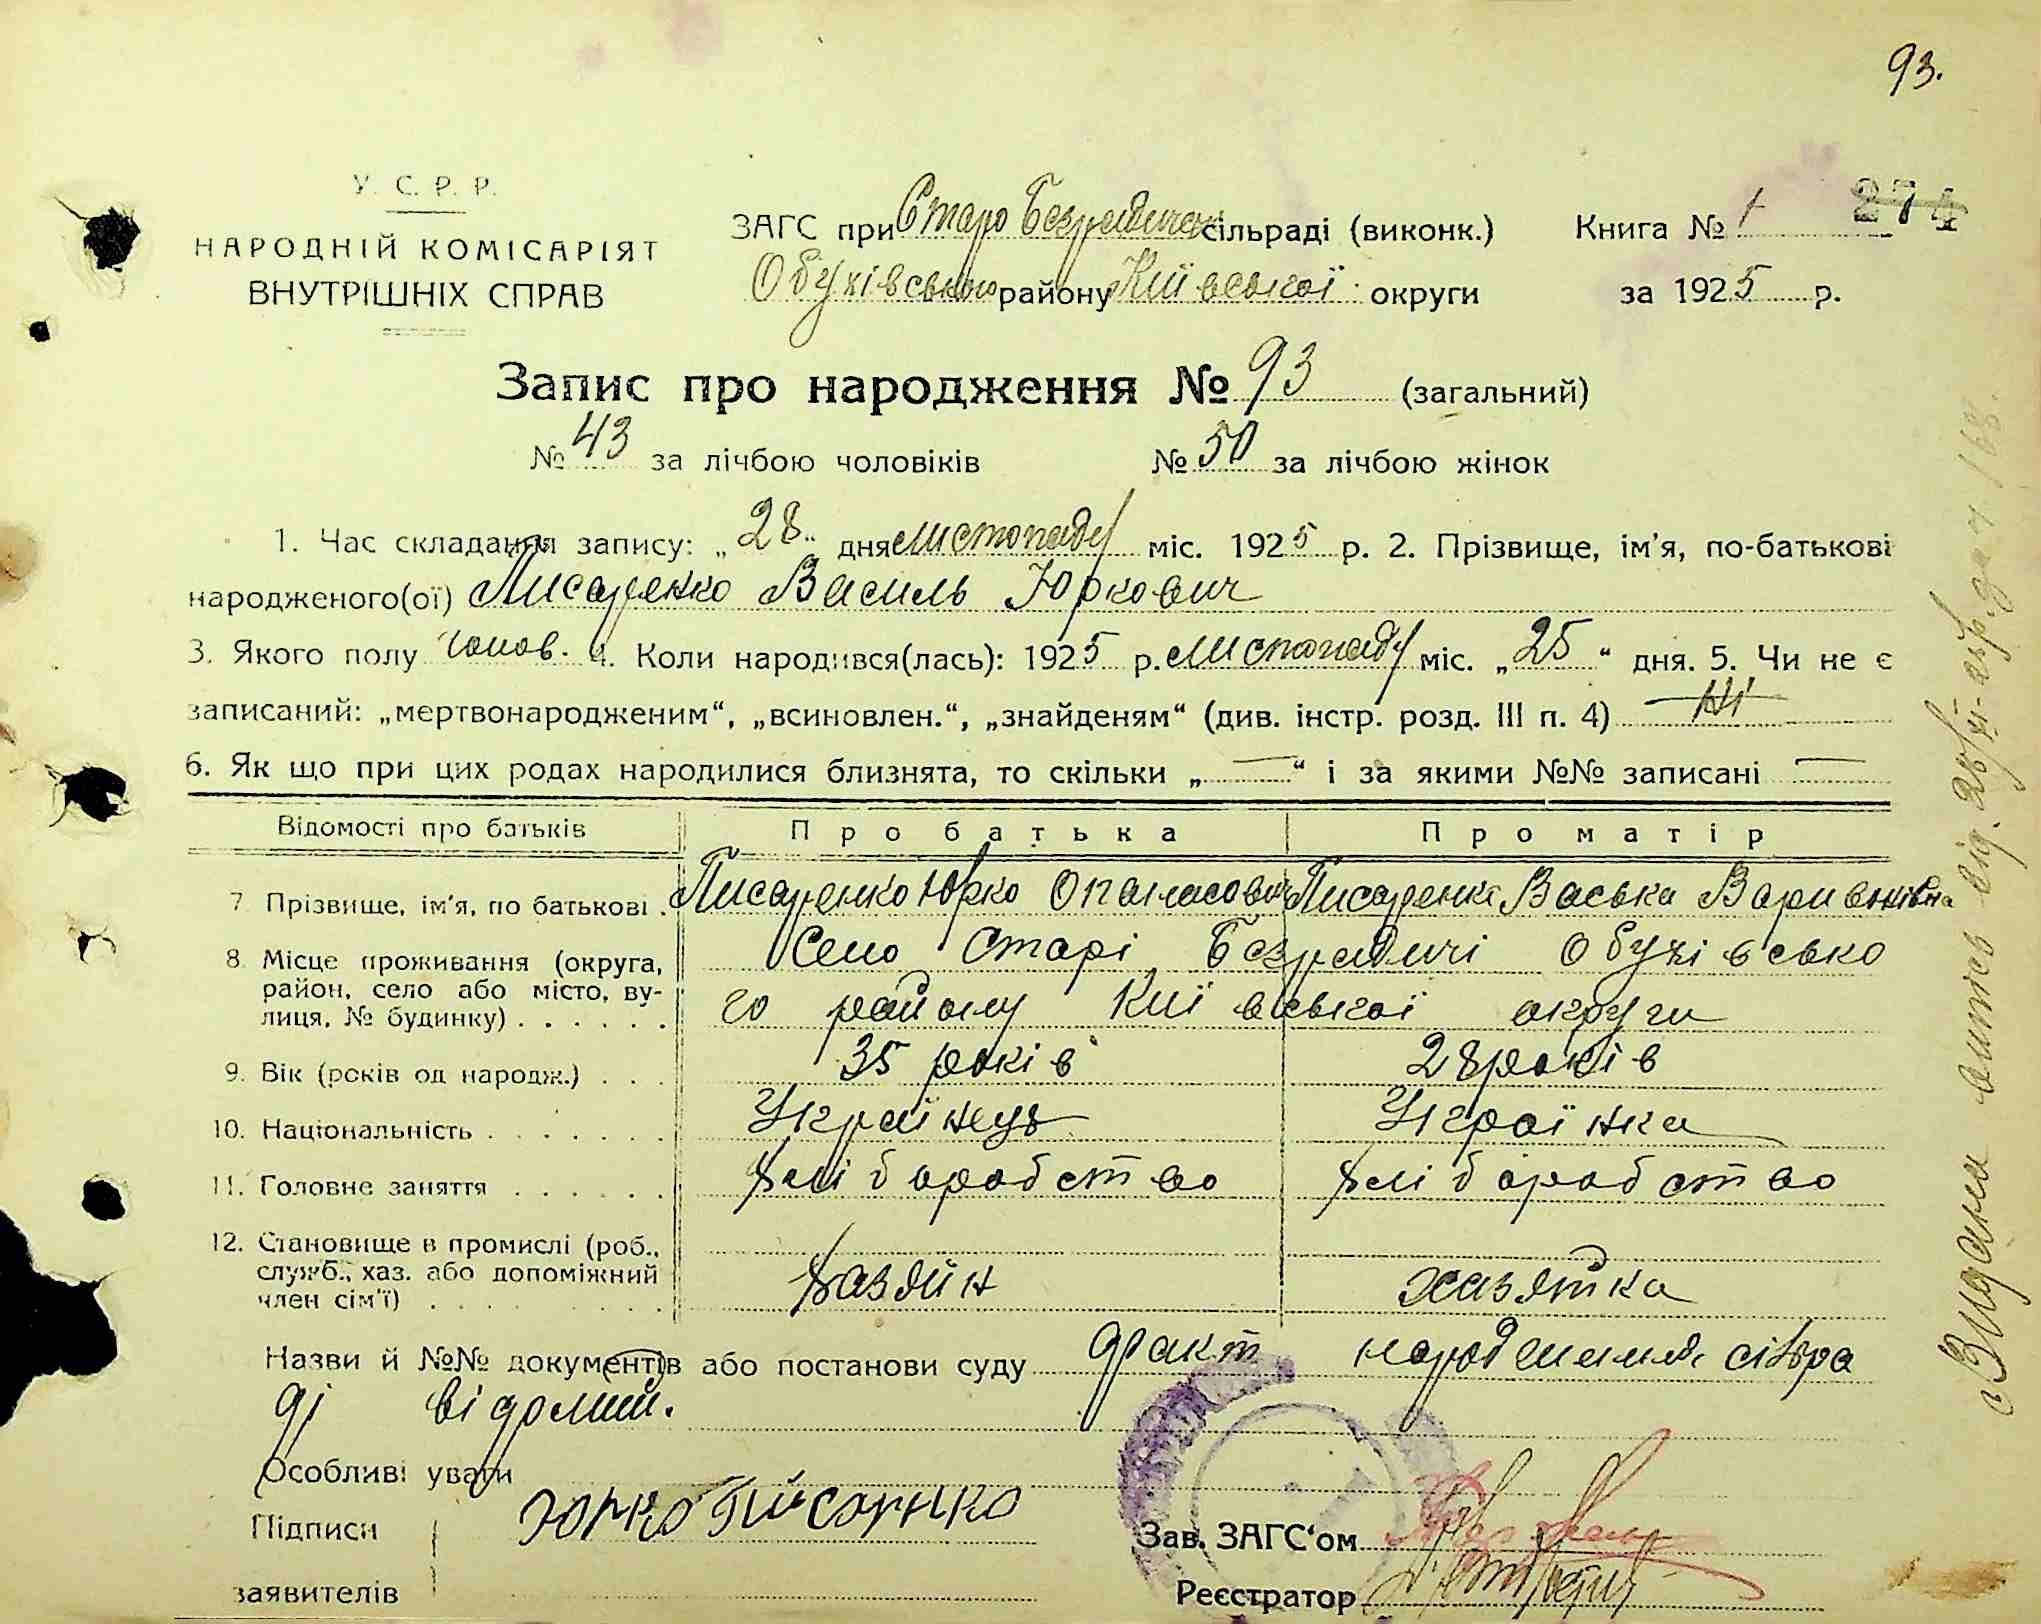 93.
У. С. Р. Р.
НАРОДНІЙ КОМІСАРІЯТ
ВНУТРІШНІХ СПРАВ
ЗАГС при Старо Безрадичах сільраді (виконк.)
Обухівського району Київської округи
Книга № 1 274
за 1925 р.
Запис про народження № 93 (загальний)
№ 43 за лічбою чоловіків № 50 за лічбою жінок
1. Час складання запису: „28" дня листопаду міс. 1925 р. 2. Прізвище, ім'я, по-батькові
народженого(ої) Писаренко Василь Юркович
3. Якого полу чолов. 4. Коли народився(лась): 1925 р. листопаду міс. „25" дня. 5. Чи не є
записаний: „мертвонародженим", „всиновлен.", „знайденям" (див. інстр. розд. III п. 4) Ні
6. Як що при цих родах народилися близнята, то скільки „—" і за якими №№ записані —
Відомості про батьків Про батька Про матір
7 Прізвище, ім'я, по батькові . Писаренко Юрко Опанасович Писаренко Васька
8. Місце проживання (округа, район, село або місто, ву-лиця, № будинку) . . . . . . Село Старі Безрадичі Обухівсько
го району Київської округи
9. Вік (років од народж.) . . . 35 років 28 років
10. Національність . . . . . . . Українець Українка
11. Головне заняття . . . . . . Хліборобство Хліборобство
12. Становище в промислі (роб., служб., хаз. або допоміжний член сім'ї) . . . . . . . . Хазяїн хазяйка
Назви й №№ документів або постанови суду факт народження сільра
ді відомий.
Особливі уваги
Підписи Юрко Писаренко
заявителів
Зав. ЗАГС'ом
Реєстратор
Видани витяг від. 28/XI